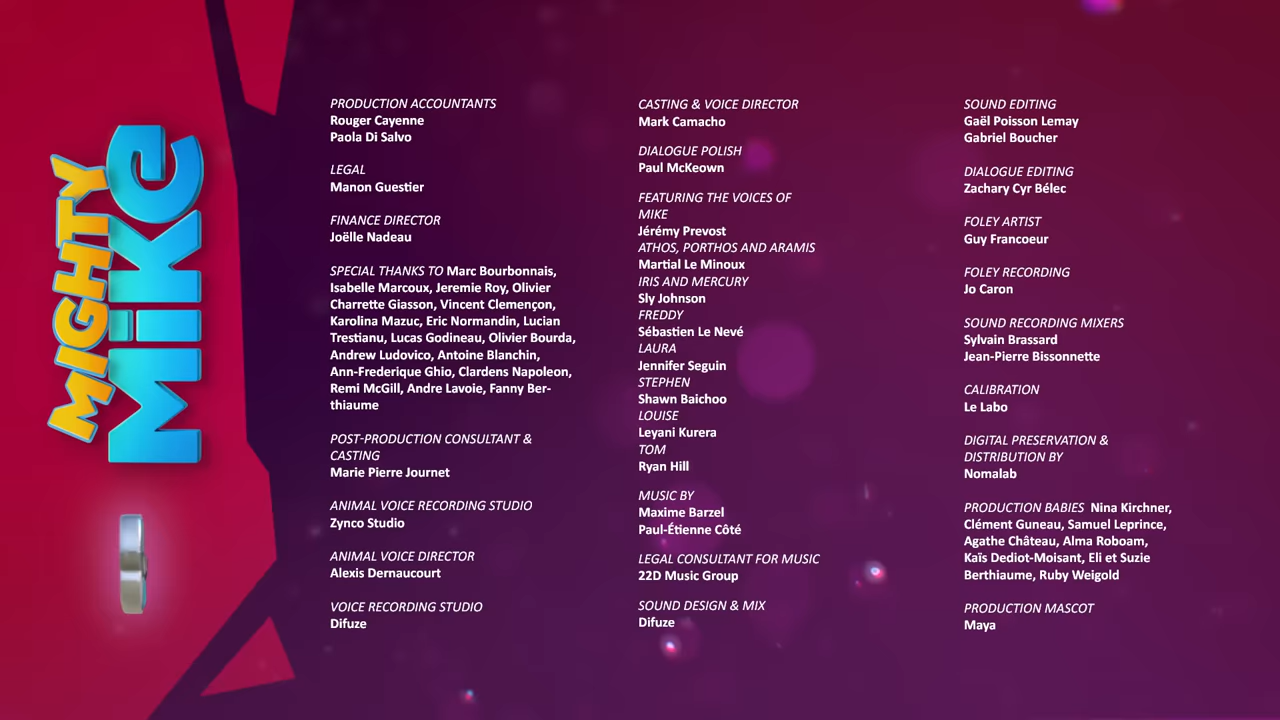 MIGHTY
MiKe
PRODUCTION ACCOUNTANTS
Rouger Cayenne
Paola Di Salvo
LEGAL
Manon Guestier
FINANCE DIRECTOR
Joëlle Nadeau
SPECIAL THANKS TO Marc Bourbonnais,
Isabelle Marcoux, Jeremie Roy, Olivier
Charrette Giasson, Vincent Clemençon,
Karolina Mazuc, Eric Normandin, Lucian
Trestianu, Lucas Godineau, Olivier Bourda,
Andrew Ludovico, Antoine Blanchin,
Ann-Frederique Ghio, Clardens Napoleon,
Remi McGill, Andre Lavoie, Fanny Ber-
thiaume
POST-PRODUCTION CONSULTANT &
CASTING
Marie Pierre Journet
ANIMAL VOICE RECORDING STUDIO
Zynco Studio
ANIMAL VOICE DIRECTOR
Alexis Dernaucourt
VOICE RECORDING STUDIO
Difuze
CASTING & VOICE DIRECTOR
Mark Camacho
DIALOGUE POLISH
Paul McKeown
FEATURING THE VOICES OF
MIKE
Jérémy Prevost
ATHOS, PORTHOS AND ARAMIS
Martial Le Minoux
IRIS AND MERCURY
Sly Johnson
FREDDY
Sébastien Le Nevé
LAURA
Jennifer Seguin
STEPHEN
Shawn Baichoo
LOUISE
Leyani Kurera
TOM
Ryan Hill
MUSIC BY
Maxime Barzel
Paul-Étienne Côté
LEGAL CONSULTANT FOR MUSIC
22D Music Group
SOUND DESIGN & MIX
Difuze
SOUND EDITING
Gaël Poisson Lemay
Gabriel Boucher
DIALOGUE EDITING
Zachary Cyr Bélec
FOLEY ARTIST
Guy Francoeur
FOLEY RECORDING
Jo Caron
SOUND RECORDING MIXERS
Sylvain Brassard
Jean-Pierre Bissonnette
CALIBRATION
Le Labo
DIGITAL PRESERVATION &
DISTRIBUTION BY
Nomalab
PRODUCTION BABIES Nina Kirchner,
Clément Guneau, Samuel Leprince,
Agathe Château, Alma Roboam,
Kaïs Dediot-Moisant, Eli et Suzie
Berthiaume, Ruby Weigold
PRODUCTION MASCOT
Maya